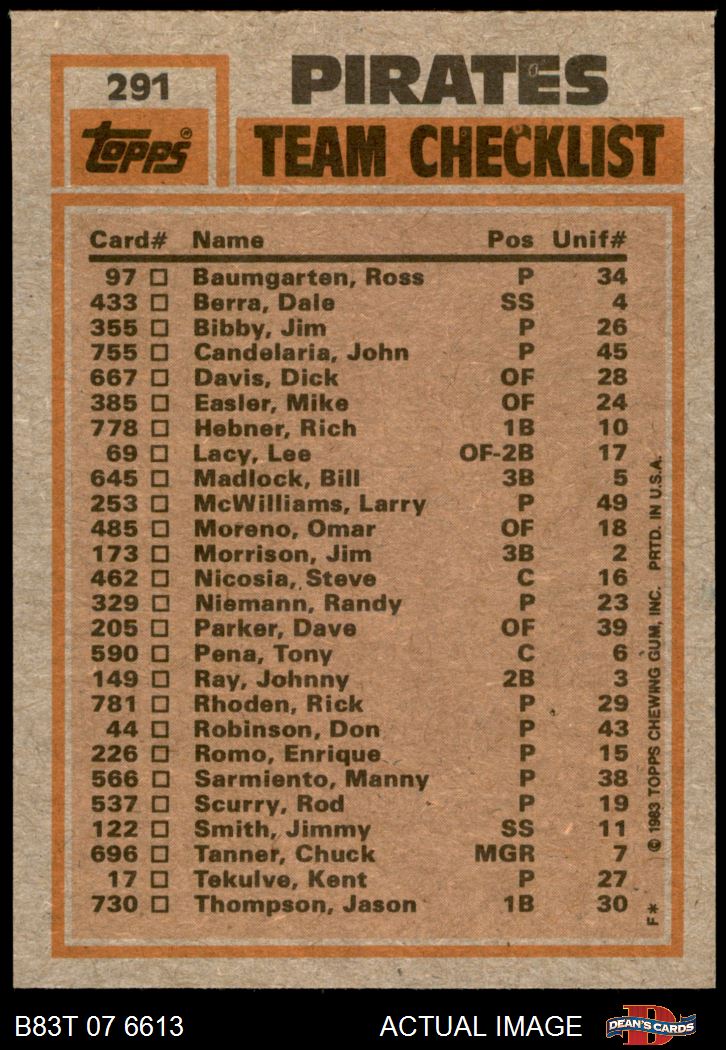 291
PIRATES
topps®
TEAM CHECKLIST
Card# Name Pos Unif#
97 □ Baumgarten, Ross P 34
433 □ Berra, Dale SS 4
355 □ Bibby, Jim P 26
755 □ Candelaria, John P 45
667 □ Davis, Dick OF 28
385 □ Easler, Mike OF 24
778 □ Hebner, Rich 1B 10
69 □ Lacy, Lee OF-2B 17
645 □ Madlock, Bill 3B 5
253 □ McWilliams, Larry P 49
485 □ Moreno, Omar OF 18
173 □ Morrison, Jim 3B 2
462 □ Nicosia, Steve C 16
329 □ Niemann, Randy P 23
205 □ Parker, Dave OF 39
590 □ Pena, Tony C 6
149 □ Ray, Johnny 2B 3
781 □ Rhoden, Rick P 29
44 □ Robinson, Don P 43
226 □ Romo, Enrique P 15
566 □ Sarmiento, Manny P 38
537 □ Scurry, Rod P 19
122 □ Smith, Jimmy SS 11
696 □ Tanner, Chuck MGR 7
17 □ Tekulve, Kent P 27
730 □ Thompson, Jason 1B 30
F* © 1983 TOPPS CHEWING GUM, INC. PRTD. IN U.S.A.
B83T 07 6613 ACTUAL IMAGE
D
DEAN'S CARDS